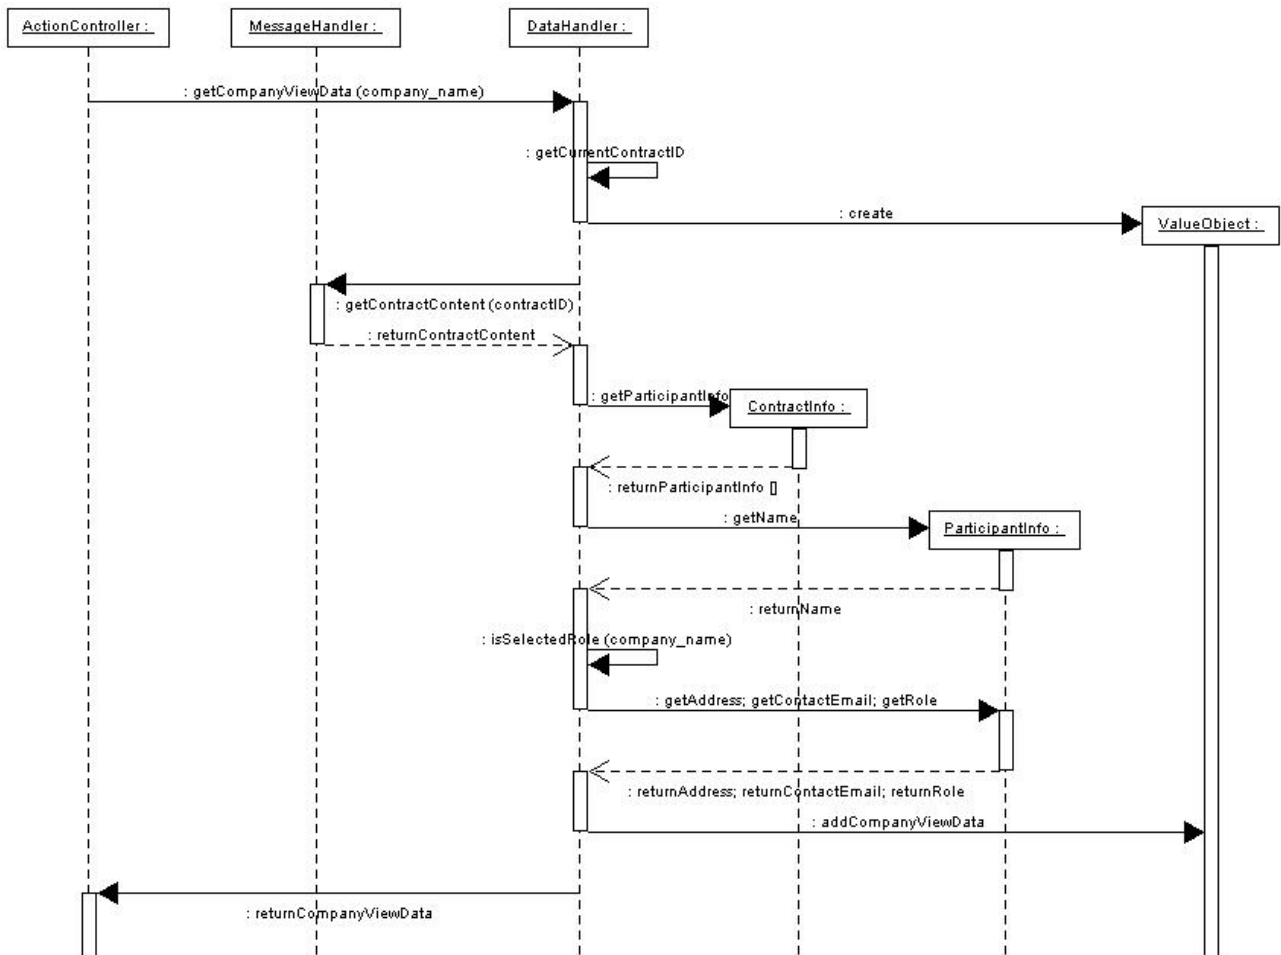 ActionController :
MessageHandler :
DataHandler :
: getCompanyViewData (company_name)
: getCurrentContractID
: create
ValueObject :
: getContractContent (contractID)
: returnContractContent
: getParticipantInfo
ContractInfo :
: returnParticipantInfo []
: getName
ParticipantInfo :
: returnName
: isSelectedRole (company_name)
: getAddress; getContactEmail; getRole
: returnAddress; returnContactEmail; returnRole
: addCompanyViewData
: returnCompanyViewData